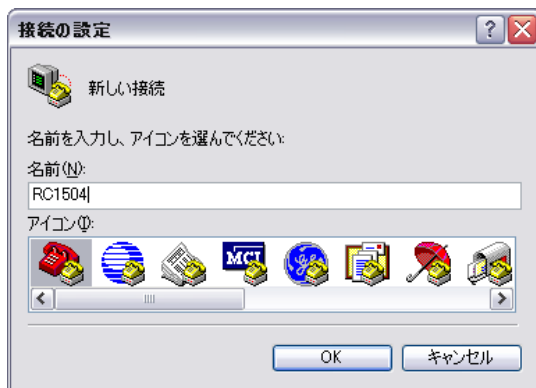 接続の設定
新しい接続
名前を入力し、アイコンを選んでください:
名前(N):
RC1504
アイコン(I):
MCI
OK
キャンセル